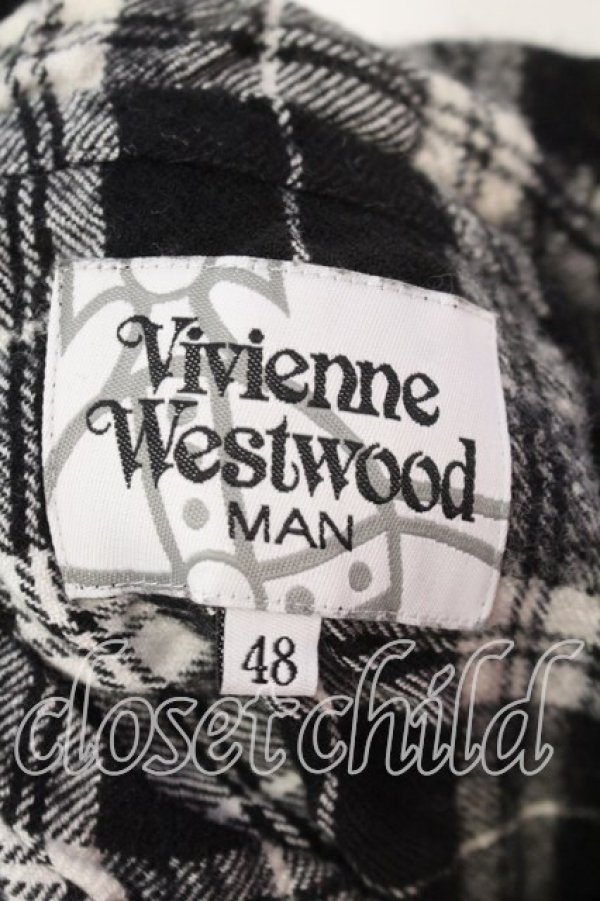 Vivienne
Westwood
MAN
48
closet child